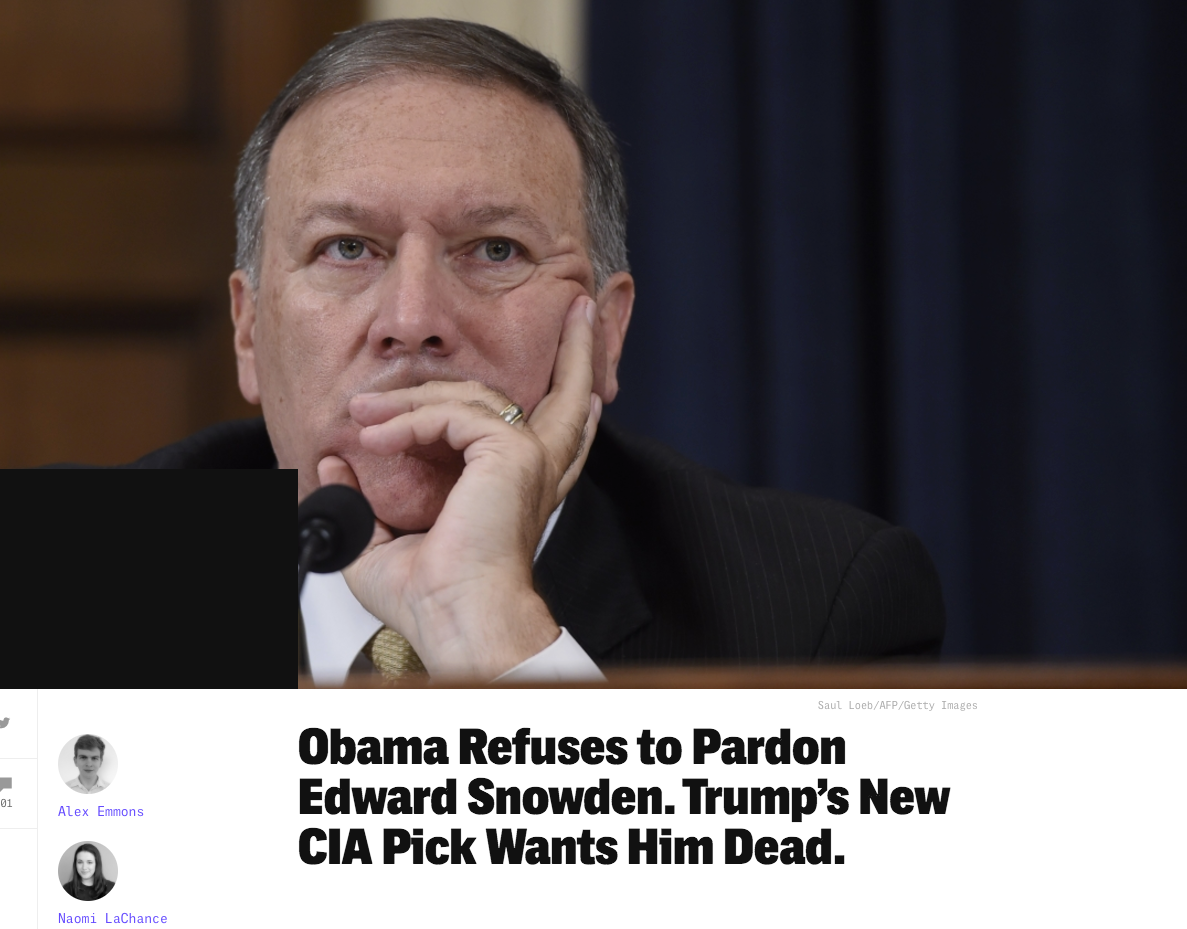 Saul Loeb/AFP/Getty Images
Obama Refuses to Pardon
Edward Snowden. Trump’s New
CIA Pick Wants Him Dead.
01
Alex Emmons
Naomi LaChance